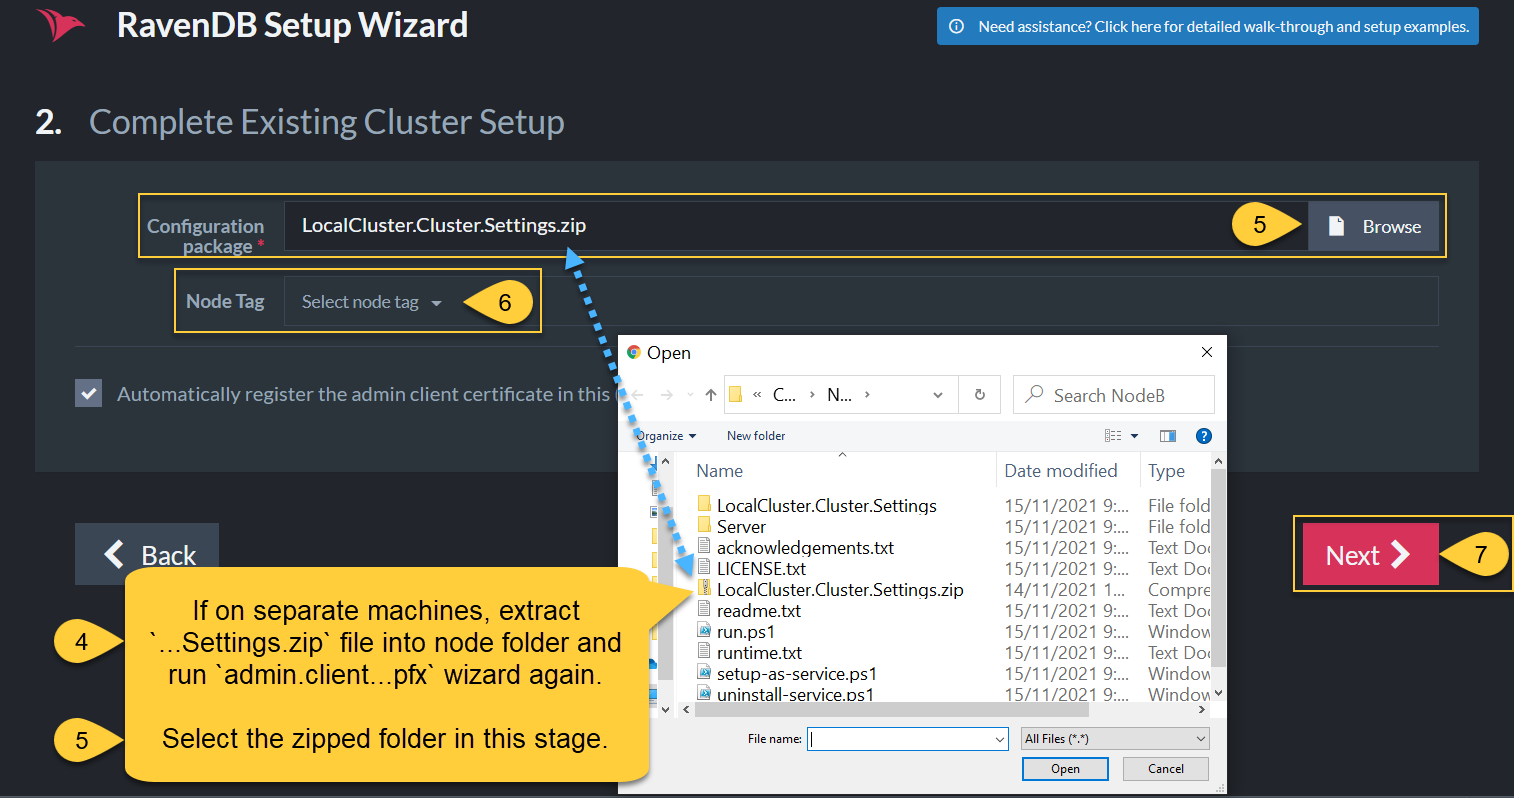 RavenDB Setup Wizard
Need assistance? Click here for detailed walk-through and setup examples.
2. Complete Existing Cluster Setup
Configuration
package *
LocalCluster.Cluster.Settings.zip
5
Browse
Node Tag
Select node tag
6
Automatically register the admin client certificate in this
Open
« C... › N... ›
Search NodeB
Organize
New folder
?
Name
Date modified
Type
LocalCluster.Cluster.Settings 15/11/2021 9:... File fold
Server 15/11/2021 9:... File fold
acknowledgements.txt 15/11/2021 9:... Text Doc
LICENSE.txt 15/11/2021 9:... Text Doc
LocalCluster.Cluster.Settings.zip 14/11/2021 1... Compre
readme.txt 15/11/2021 9:... Text Doc
run.ps1 15/11/2021 9:... Window
runtime.txt 15/11/2021 9:... Text Doc
setup-as-service.ps1 15/11/2021 9:... Window
uninstall-service.ps1 15/11/2021 9:... Window
File name:
All Files (*.*)
Open
Cancel
Back
Next
7
4
If on separate machines, extract
`...Settings.zip` file into node folder and
run `admin.client...pfx` wizard again.
5
Select the zipped folder in this stage.